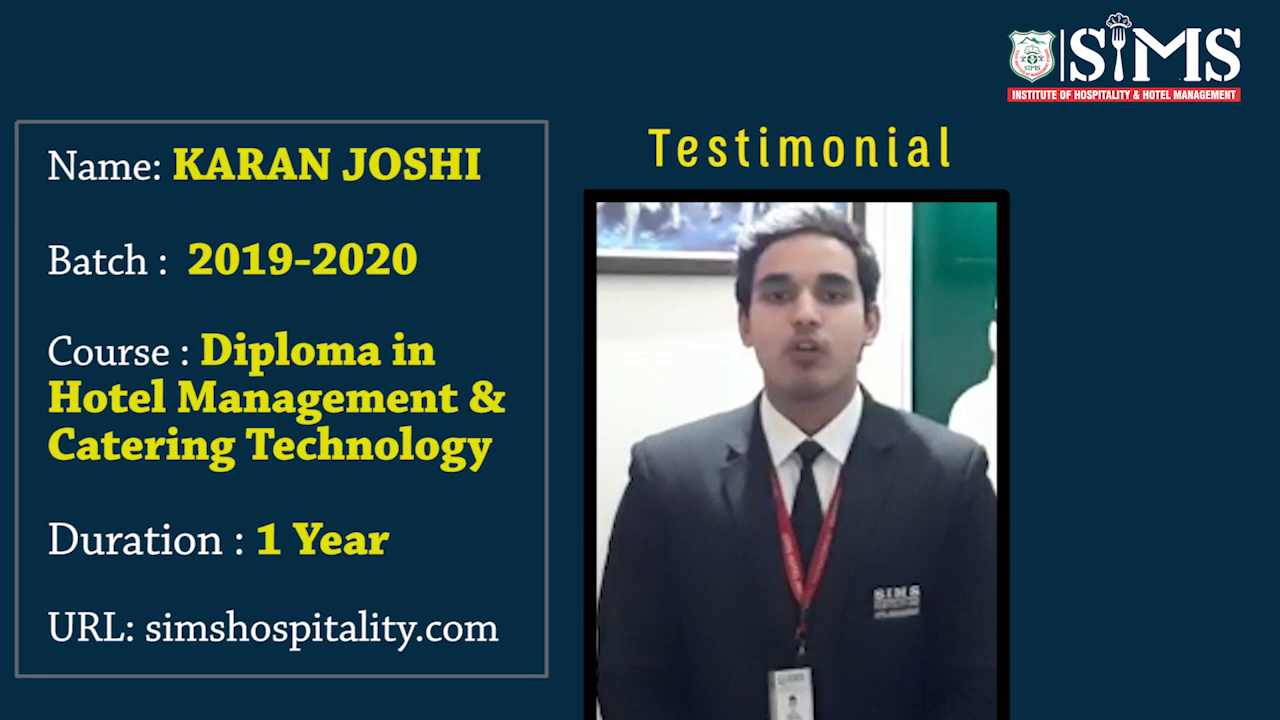 SIMS
INSTITUTE OF HOSPITALITY & HOTEL MANAGEMENT
Testimonial
Name: KARAN JOSHI
Batch : 2019-2020
Course : Diploma in
Hotel Management &
Catering Technology
Duration : 1 Year
URL: simshospitality.com
SIMS